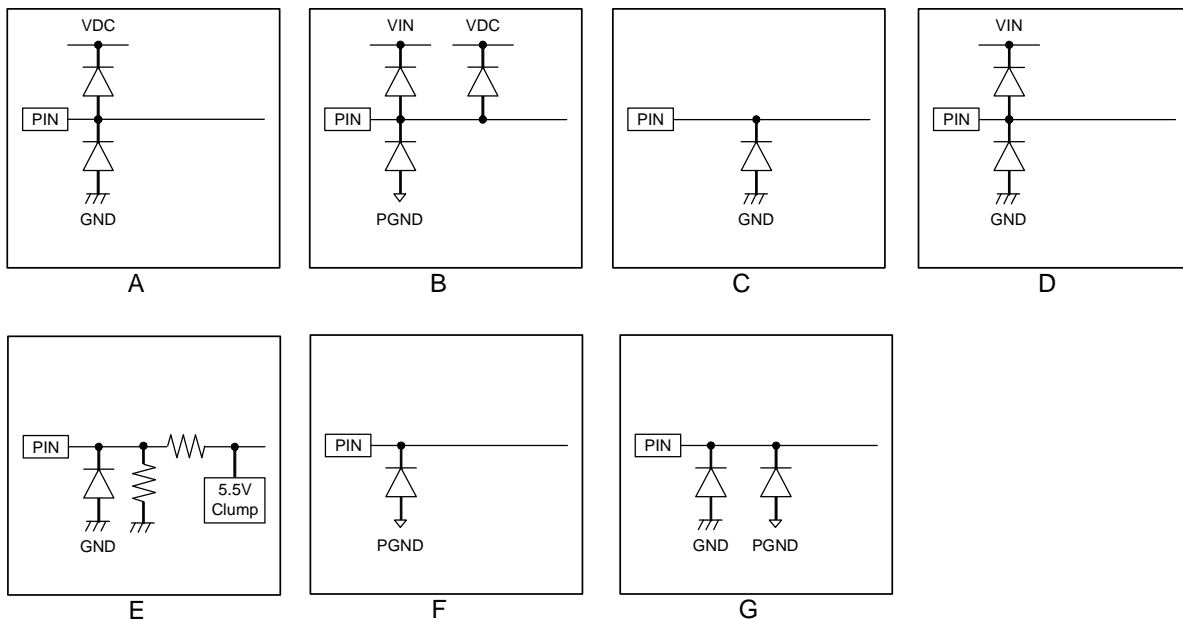 VDC
PIN
GND
A
VIN VDC
PIN
PGND
B
PIN
GND
C
VIN
PIN
GND
D
PIN
5.5V
Clump
GND
E
PIN
PGND
F
PIN
GND PGND
G